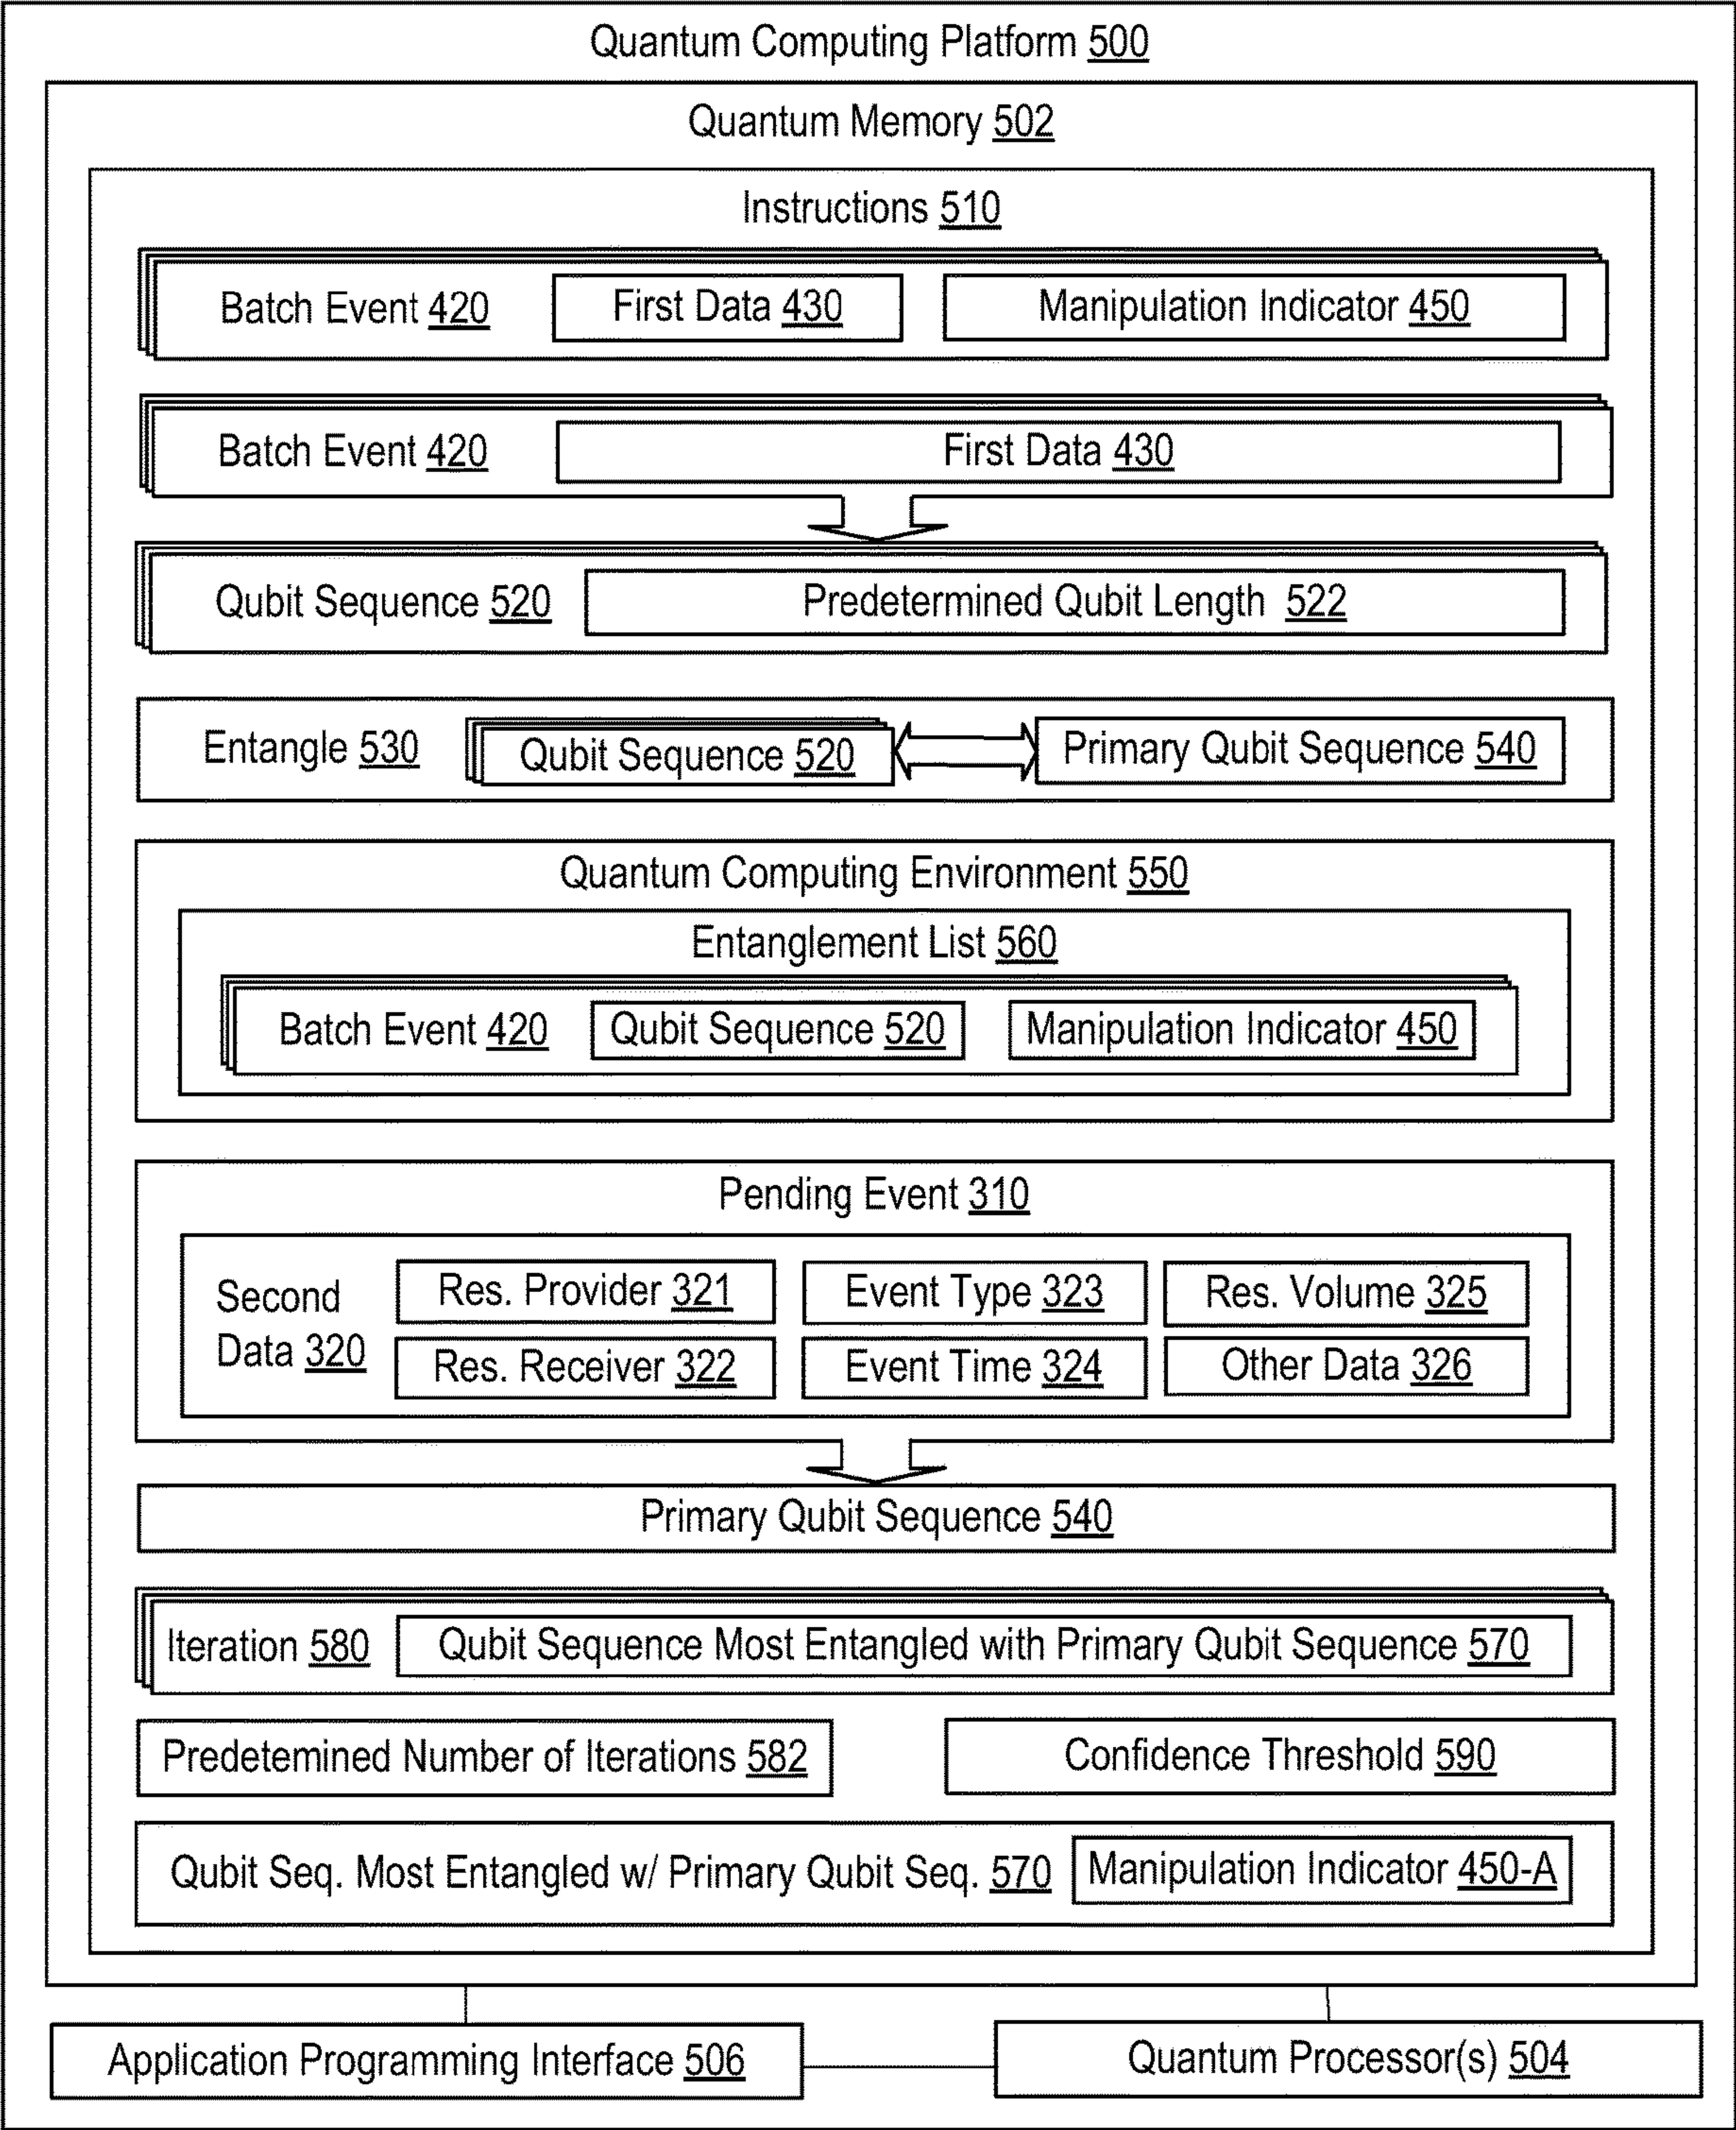 Quantum Computing Platform 500
Quantum Memory 502
Instructions 510
Batch Event 420 First Data 430 Manipulation Indicator 450
Batch Event 420 First Data 430
Qubit Sequence 520 Predetermined Qubit Length 522
Entangle 530 Qubit Sequence 520 Primary Qubit Sequence 540
Quantum Computing Environment 550
Entanglement List 560
Batch Event 420 Qubit Sequence 520 Manipulation Indicator 450
Pending Event 310
Second
Data 320
Res. Provider 321 Event Type 323 Res. Volume 325
Res. Receiver 322 Event Time 324 Other Data 326
Primary Qubit Sequence 540
Iteration 580 Qubit Sequence Most Entangled with Primary Qubit Sequence 570
Predetemined Number of Iterations 582 Confidence Threshold 590
Qubit Seq. Most Entangled w/ Primary Qubit Seq. 570 Manipulation Indicator 450-A
Application Programming Interface 506 Quantum Processor(s) 504